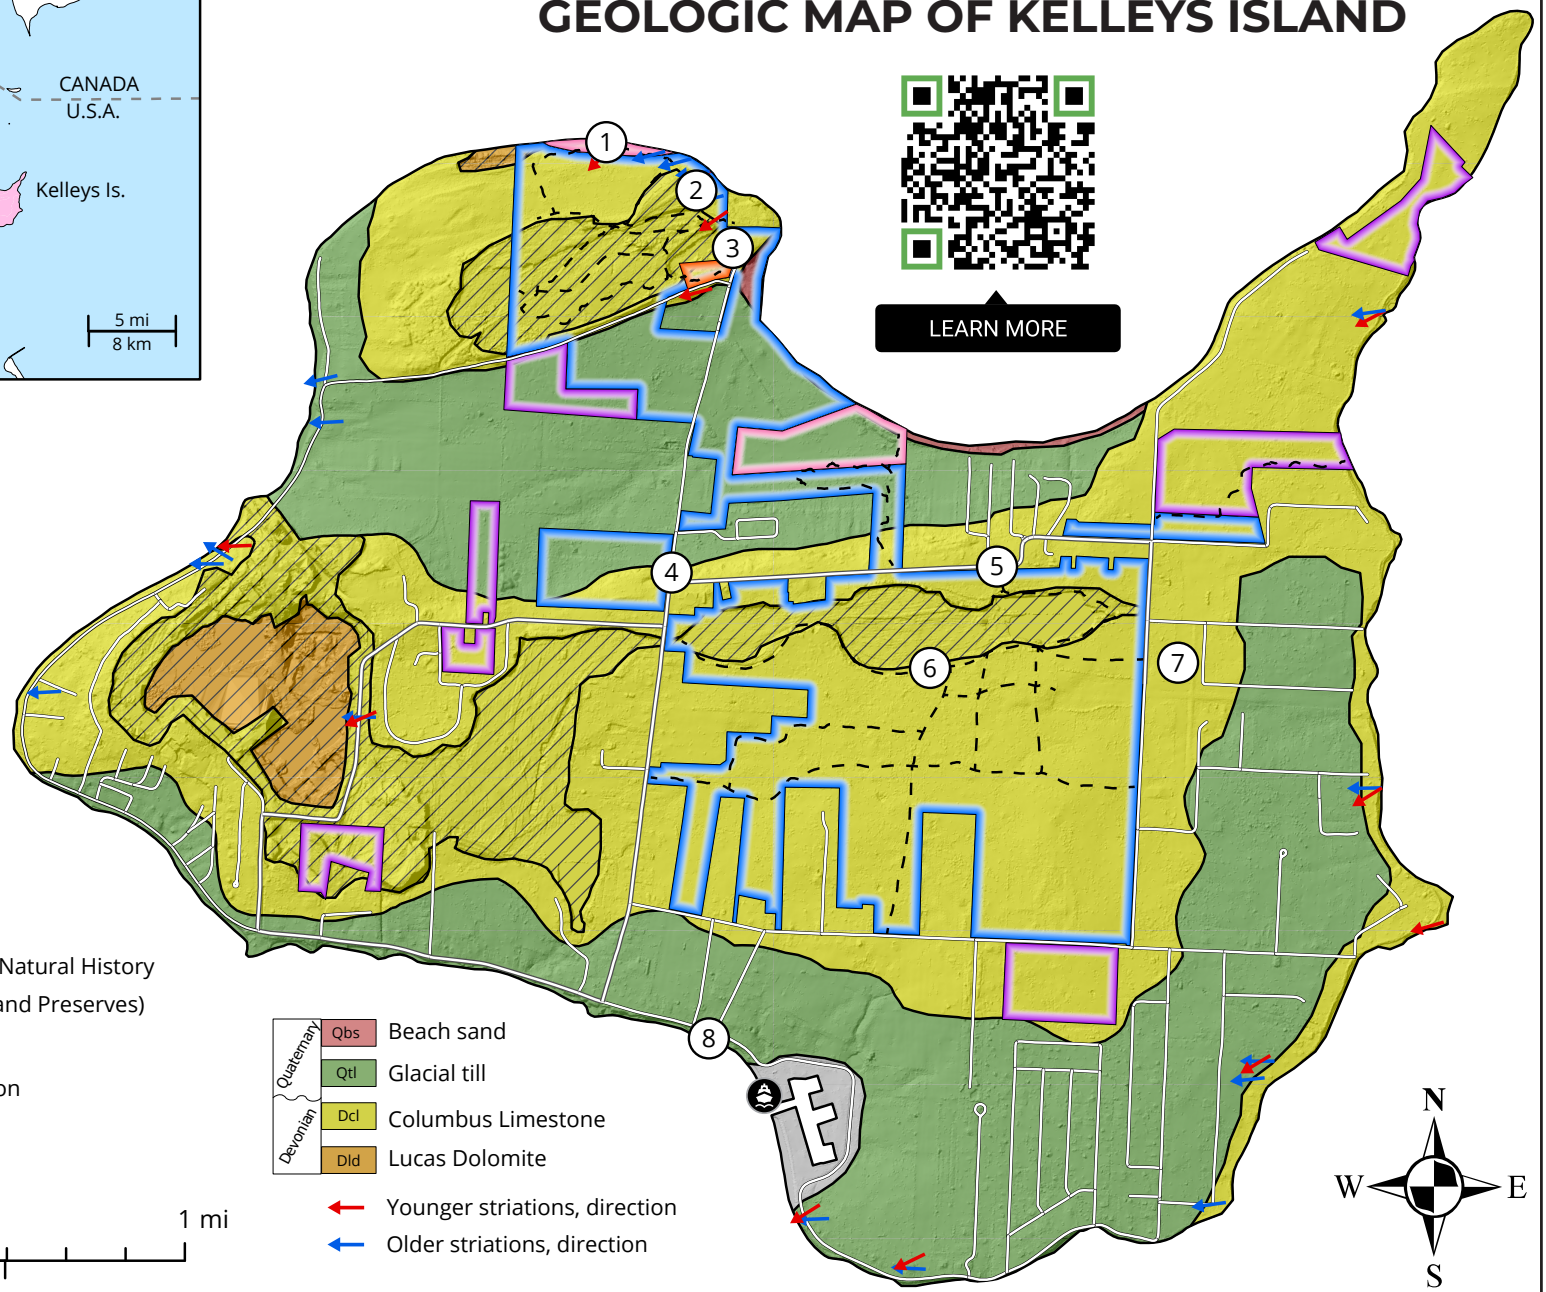 GEOLOGIC MAP OF KELLEYS ISLAND
CANADA
U.S.A.
Kelleys Is.
5 mi
8 km
LEARN MORE
1
2
3
4
5
6
7
8
Natural History
and Preserves)
on
1 mi
Quaternary
Devonian
Qbs Beach sand
Qtl Glacial till
Dcl Columbus Limestone
Dld Lucas Dolomite
Younger striations, direction
Older striations, direction
N
W E
S